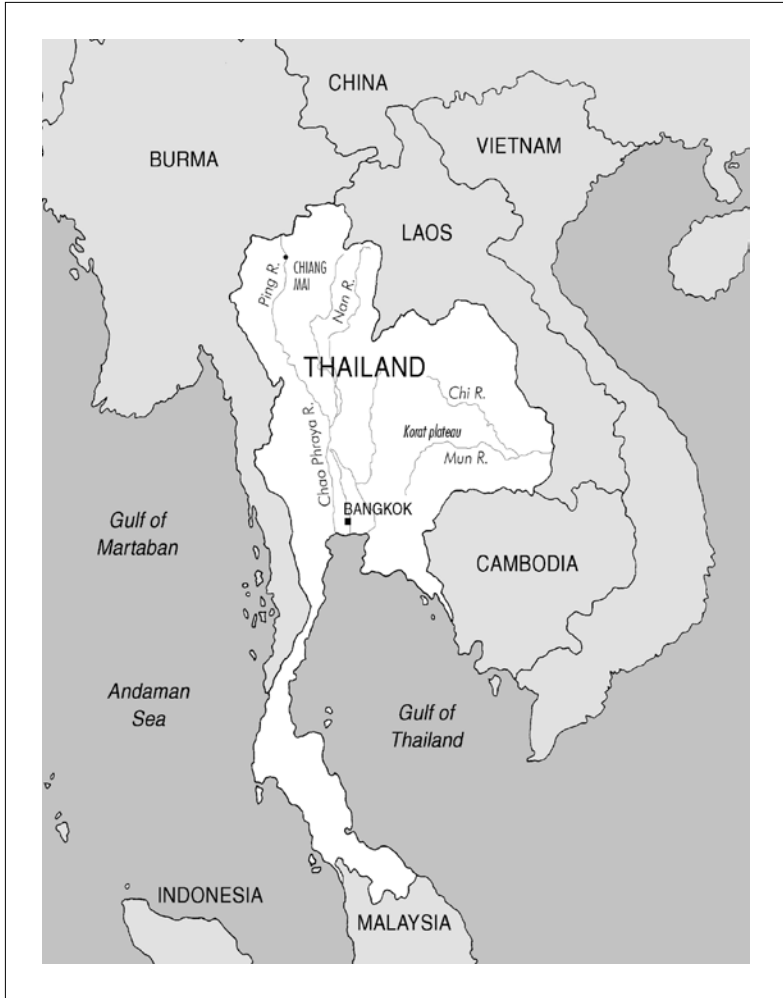 CHINA
BURMA
VIETNAM
LAOS
Ping R.
CHIANG
MAI
Nan R.
THAILAND
Chi R.
Korat plateau
Mun R.
Chao Phraya R.
BANGKOK
Gulf of
Martaban
CAMBODIA
Andaman
Sea
Gulf of
Thailand
INDONESIA
MALAYSIA